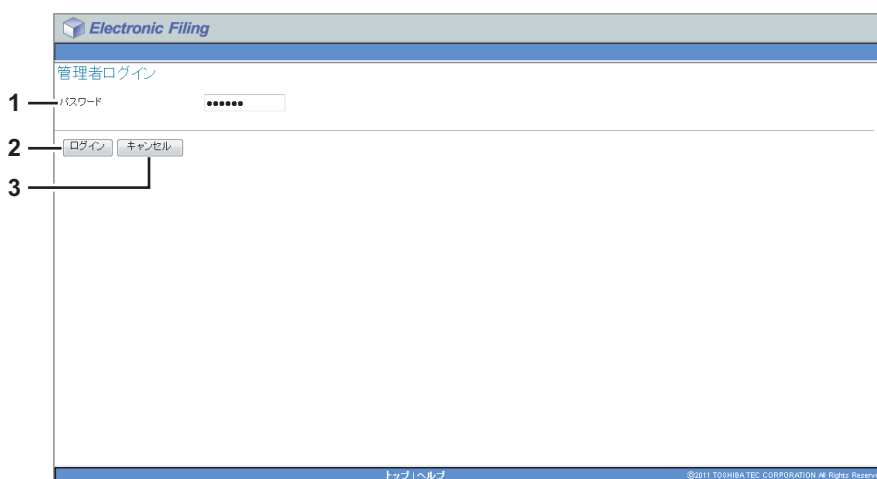 Electronic Filing
管理者ログイン
1 パスワード ••••••
2 ログイン キャンセル
3
トップ | ヘルプ ©2011 TOSHIBA TEC CORPORATION All Rights Reserve